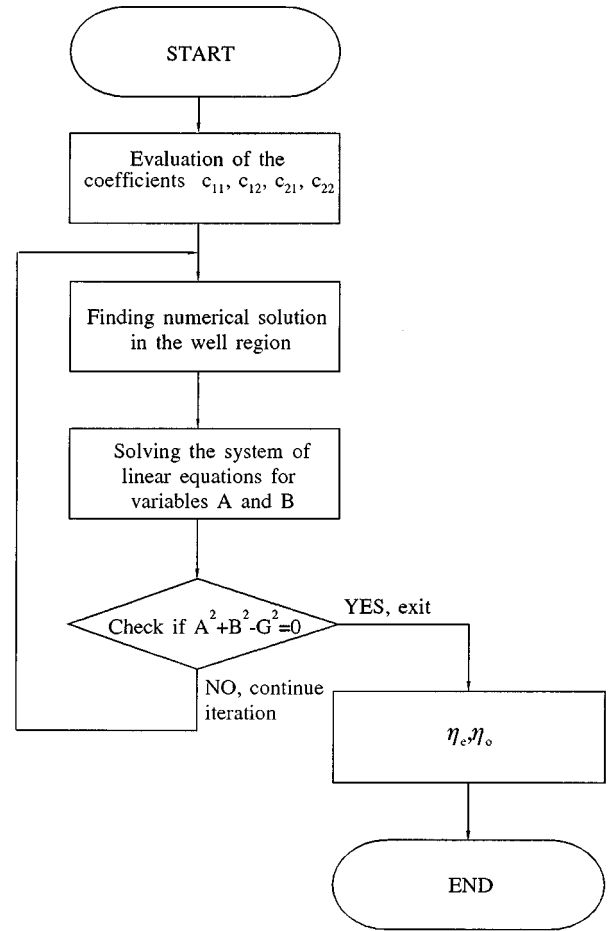 START
Evaluation of the
coefficients c₁₁, c₁₂, c₂₁, c₂₂
Finding numerical solution
in the well region
Solving the system of
linear equations for
variables A and B
Check if A²+B²-G²=0
YES, exit
NO, continue
iteration
ηₑ,ηₒ
END